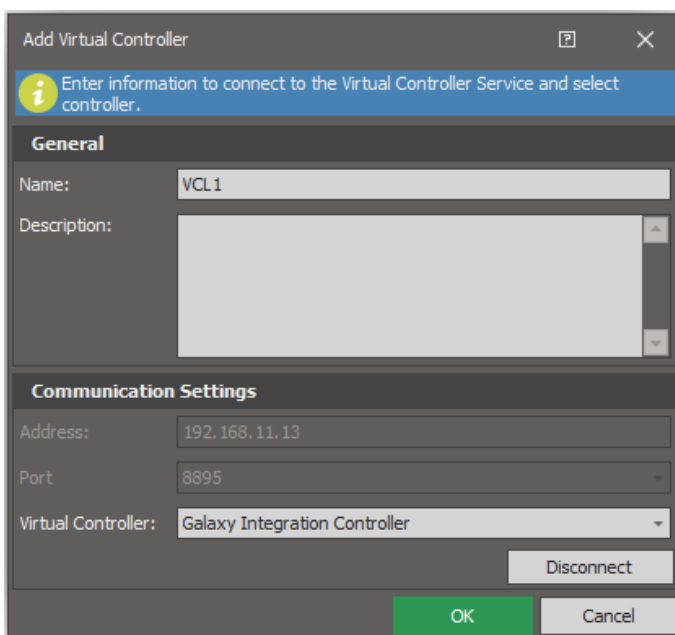 Add Virtual Controller
Enter information to connect to the Virtual Controller Service and select
controller.
General
Name:
VCL1
Description:
Communication Settings
Address:
192.168.11.13
Port
8895
Virtual Controller:
Galaxy Integration Controller
Disconnect
OK
Cancel